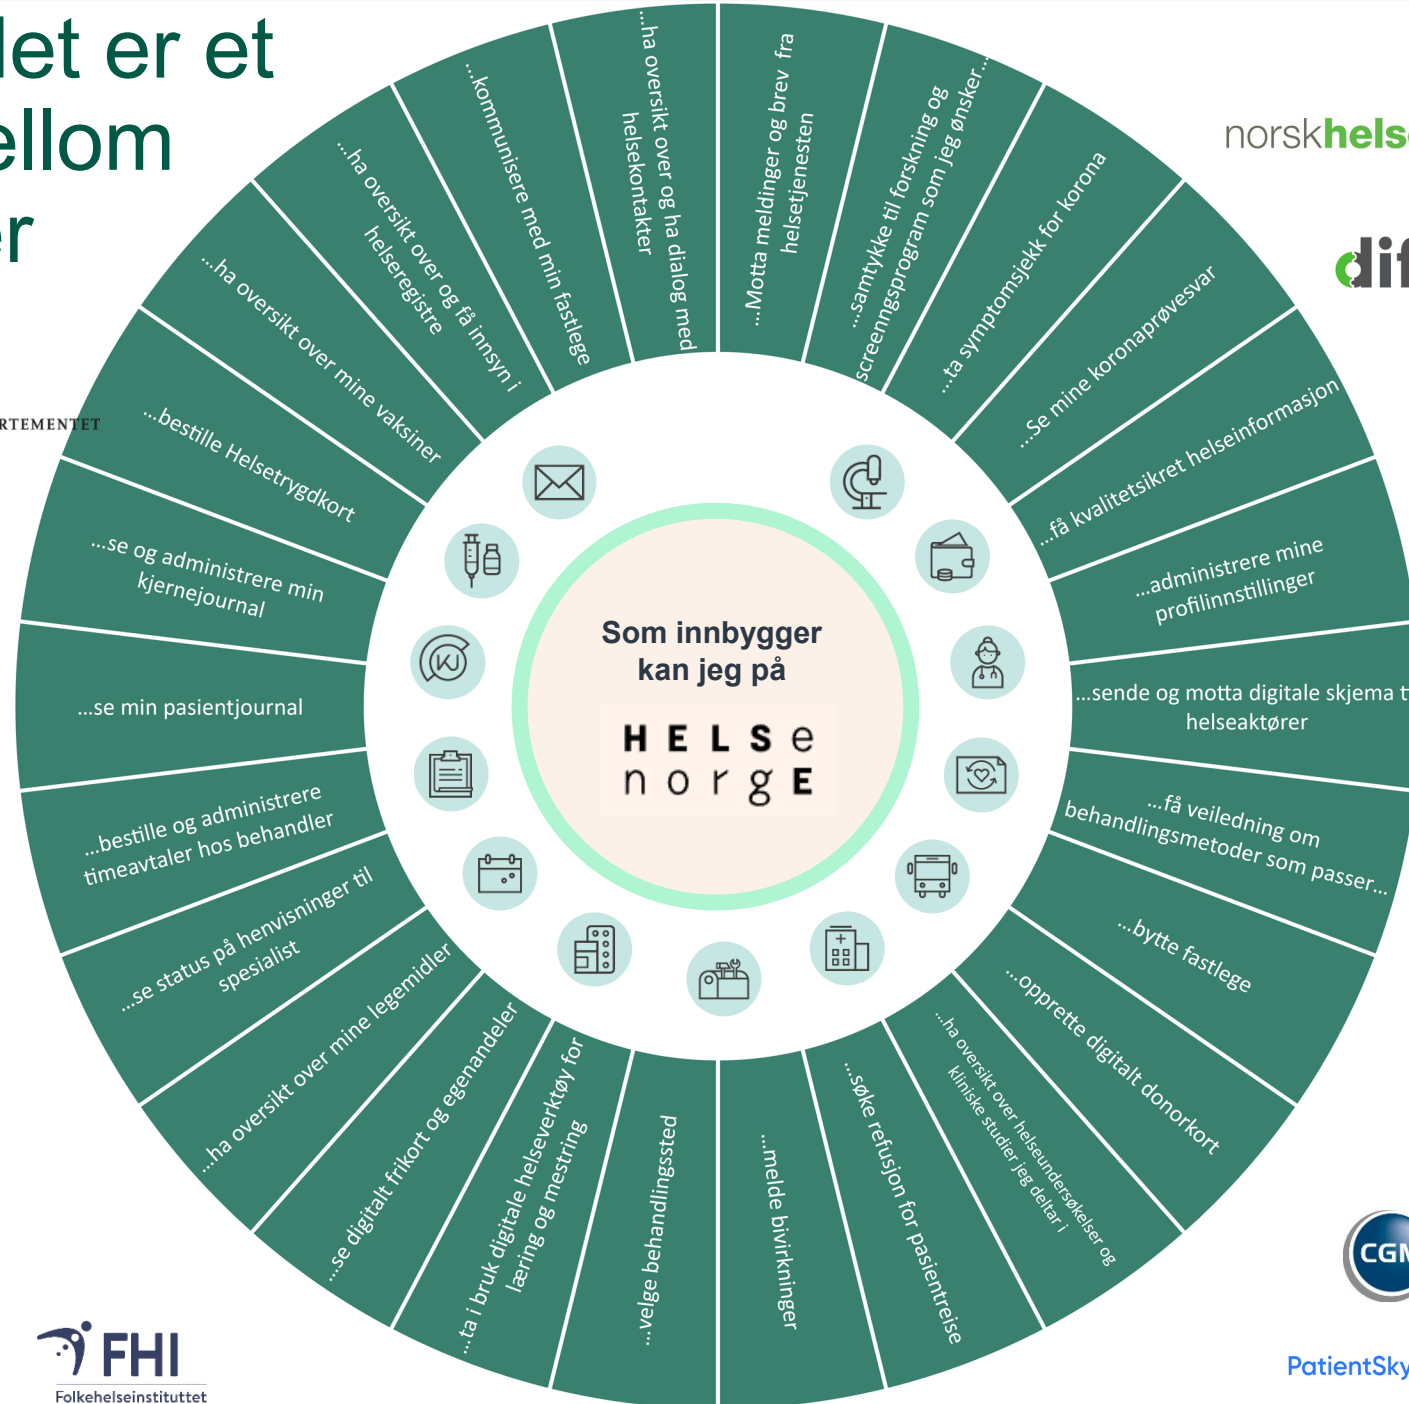 det er et
ellom
er
norskhelse
dif
RTEMENTET
...Motta meldinger og brev fra
helsetjenesten
...samtykke til forskning og
screenngsprogram som jeg ønsker...
...ta symptomsjekk for korona
...Se mine koronaprøvesvar
...få kvalitetsikret helseinformasjon
...administrere mine
profilinnstillinger
...sende og motta digitale skjema t
helseaktører
...få veiledning om
behandlingsmetoder som passer...
...bytte fastlege
...opprette digitalt donorkort
...ha oversikt over helseundersøkelser og
kliniske studier jeg deltar i
...søke refusjon for pasientreise
...melde bivirkninger
...velge behandlingssted
...ta i bruk digitale helseverktøy for
læring og mestring
...se digitalt frikort og egenandeler
...ha oversikt over mine legemidler
...se status på henvisninger til
spesialist
...bestille og administrere
timeavtaler hos behandler
...se min pasientjournal
...se og administrere min
kjernejournal
...bestille Helsetrygdkort
...ha oversikt over mine vaksiner
...ha oversikt over og få innsyn i
helseregistre
...kommunisere med min fastlege
...ha oversikt over og ha dialog med
helsekontakter
KJ
Som innbygger
kan jeg på
HELSe
norgE
CGM
PatientSky
FHI
Folkehelseinstituttet